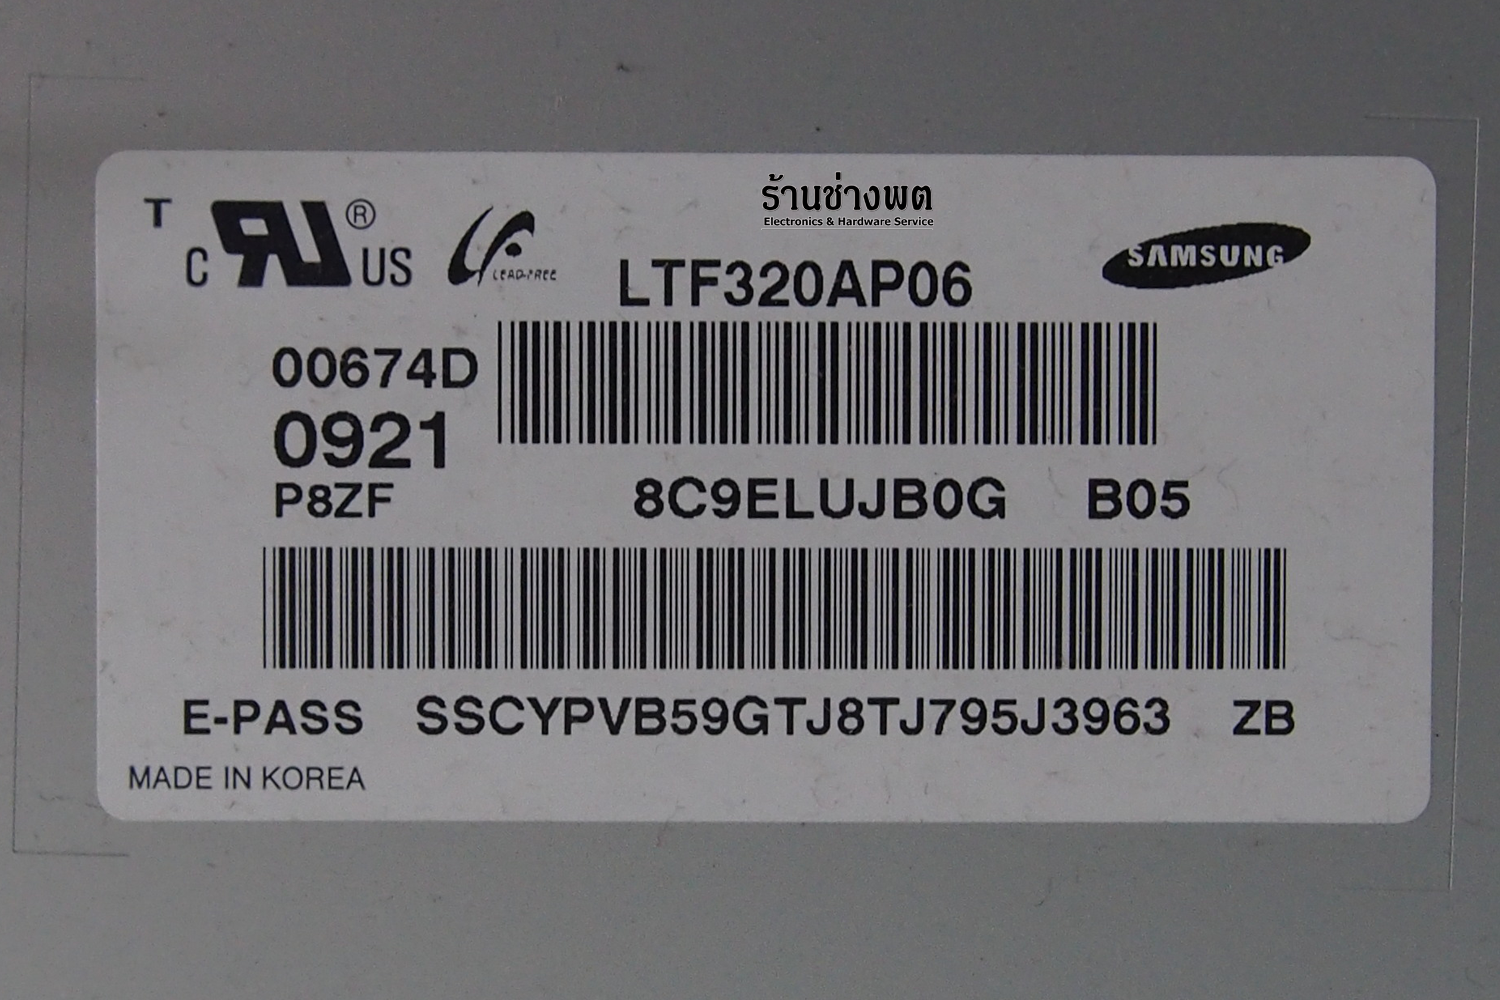 ร้านช่างพต
Electronics & Hardware Service
T
C RU ® US
LEAD-FREE
LTF320AP06
SAMSUNG
00674D
0921
P8ZF
8C9ELUJB0G B05
E-PASS SSCYPVB59GTJ8TJ795J3963 ZB
MADE IN KOREA